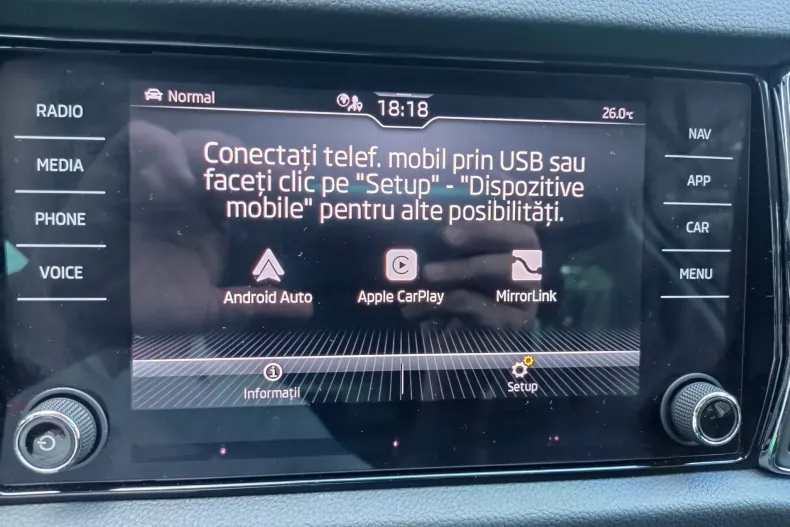 Normal
18:18
26.0°C
RADIO
MEDIA
PHONE
VOICE
Conectați telef. mobil prin USB sau
faceți clic pe "Setup" - "Dispozitive
mobile" pentru alte posibilități.
Android Auto
Apple CarPlay
MirrorLink
Informații
Setup
NAV
APP
CAR
MENU